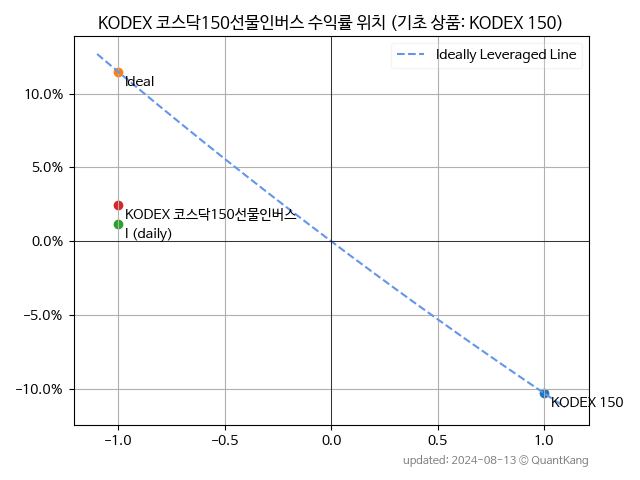 KODEX 코스닥150선물인버스 수익률 위치 (기초 상품: KODEX 150)
Ideally Leveraged Line
Ideal
10.0%
5.0%
KODEX 코스닥150선물인버스
I (daily)
0.0%
−5.0%
−10.0%
KODEX 150
−1.0 −0.5 0.0 0.5 1.0
updated: 2024-08-13 © QuantKang